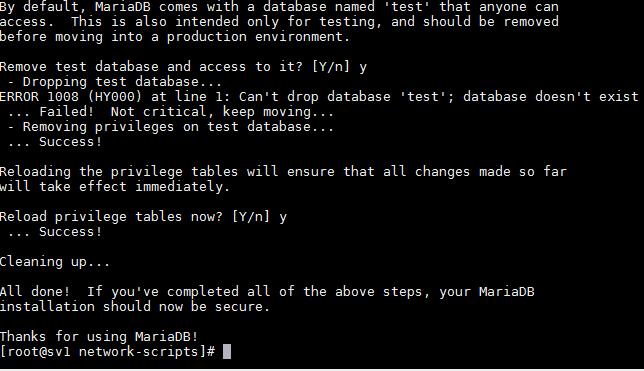 By default, MariaDB comes with a database named 'test' that anyone can
access.  This is also intended only for testing, and should be removed
before moving into a production environment.
Remove test database and access to it? [Y/n] y
 - Dropping test database...
ERROR 1008 (HY000) at line 1: Can't drop database 'test'; database doesn't exist
 ... Failed!  Not critical, keep moving...
 - Removing privileges on test database...
 ... Success!
Reloading the privilege tables will ensure that all changes made so far
will take effect immediately.
Reload privilege tables now? [Y/n] y
 ... Success!
Cleaning up...
All done!  If you've completed all of the above steps, your MariaDB
installation should now be secure.
Thanks for using MariaDB!
[root@sv1 network-scripts]#